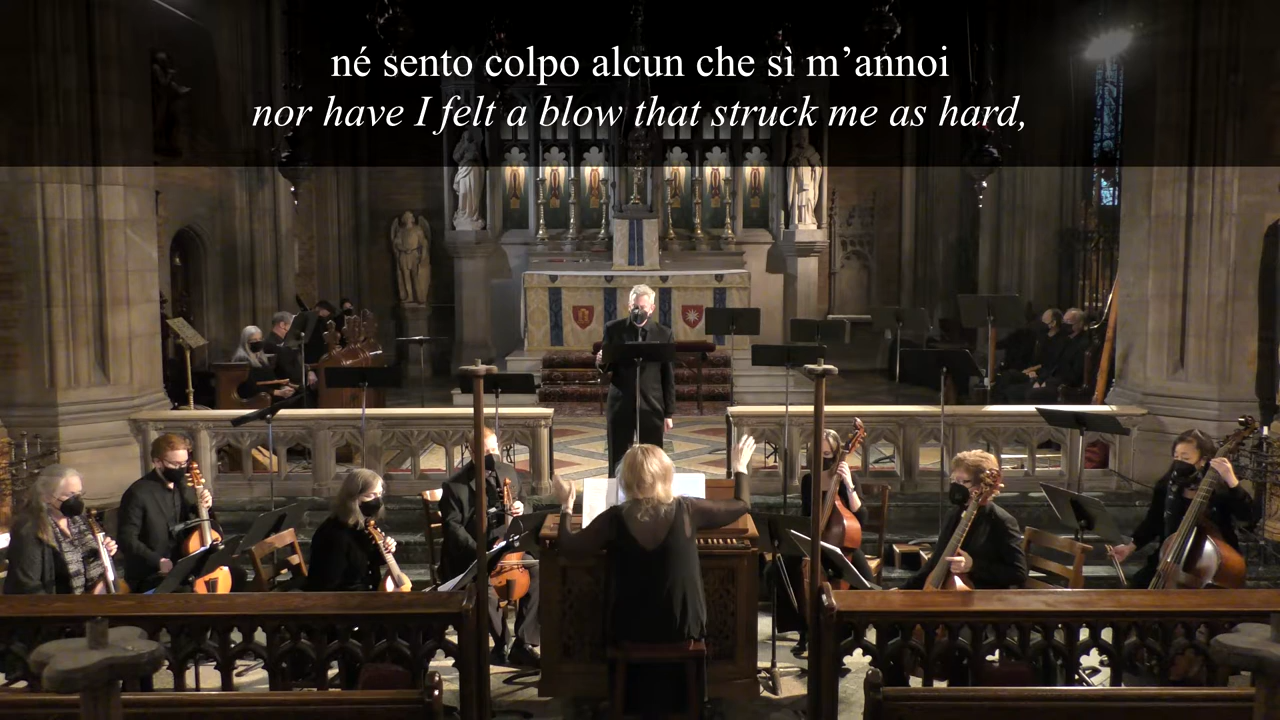 né sento colpo alcun che sì m’annoi
nor have I felt a blow that struck me as hard,